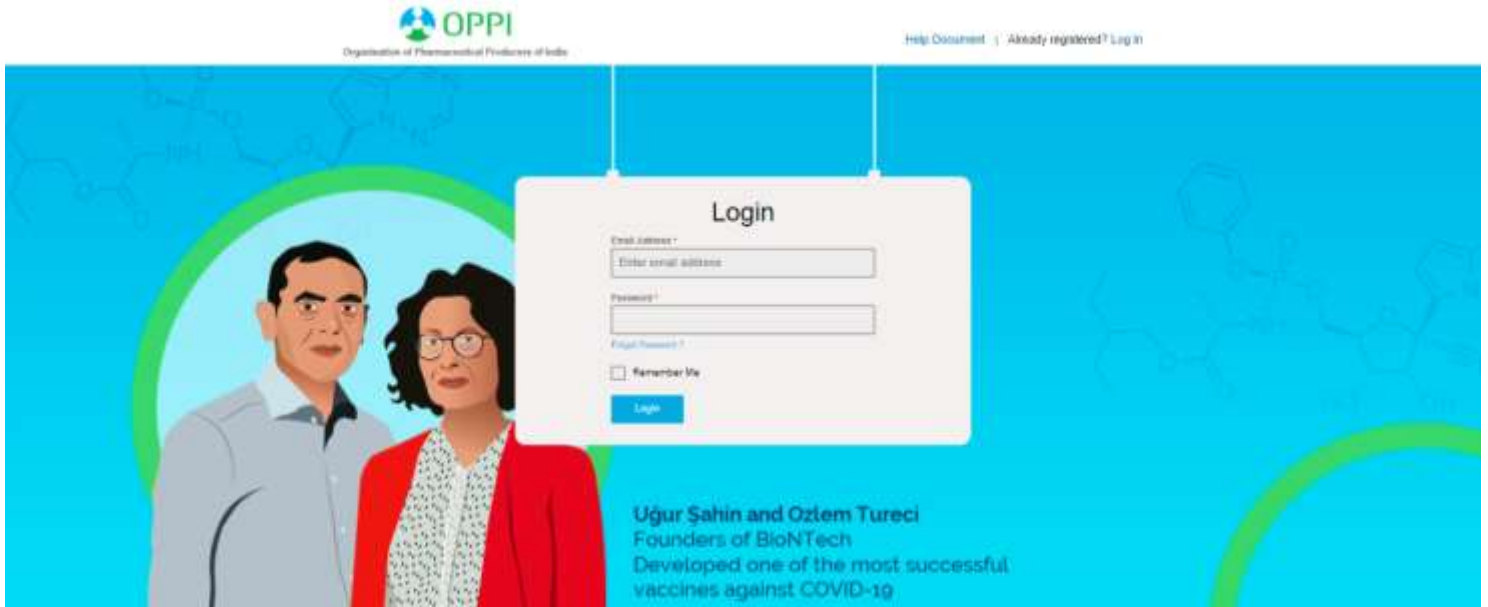 OPPI
Organisation of Pharmaceutical Producers of India
Help Document | Already registered? Log In
Login
Email Address *
Enter email address
Password *
Forgot Password ?
Remember Me
Login
Uğur Şahin and Ozlem Tureci
Founders of BioNTech
Developed one of the most successful
vaccines against COVID-19